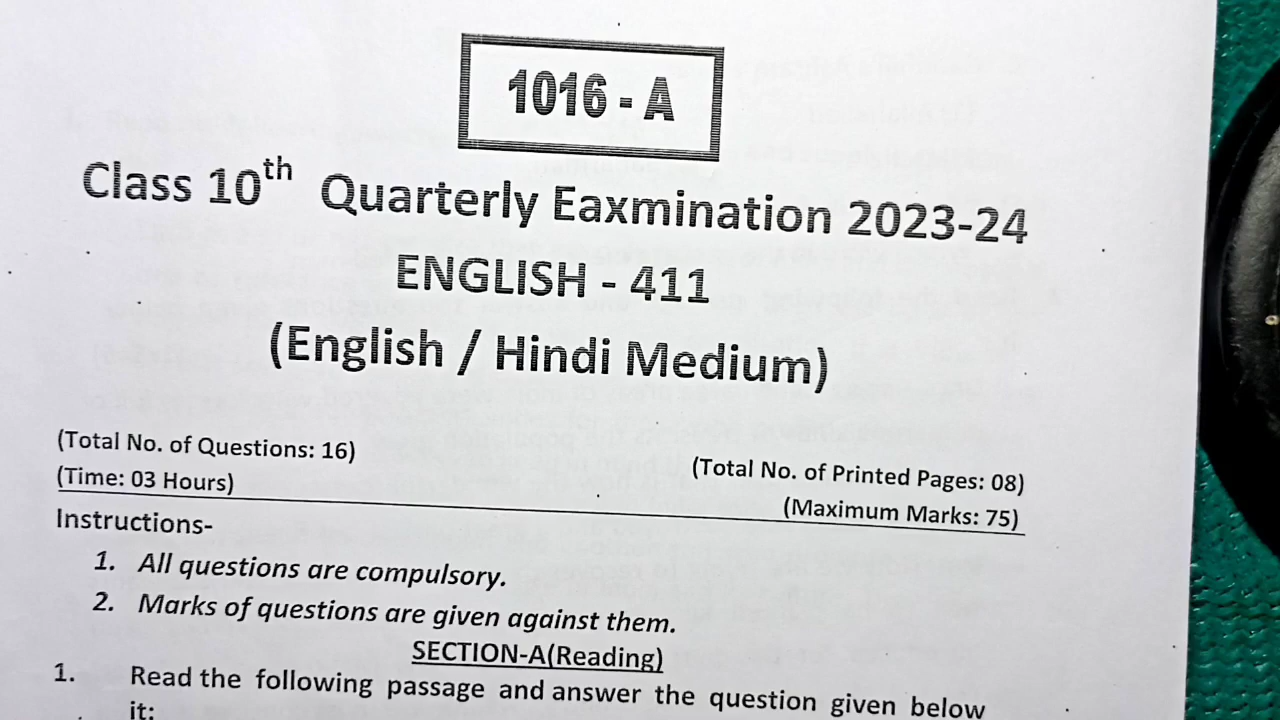 1016 - A
Class 10th Quarterly Eaxmination 2023-24
ENGLISH - 411
(English / Hindi Medium)
(Total No. of Questions: 16)
(Total No. of Printed Pages: 08)
(Time: 03 Hours)
(Maximum Marks: 75)
Instructions-
1. All questions are compulsory.
2. Marks of questions are given against them.
SECTION-A(Reading)
1. Read the following passage and answer the question given below
it: